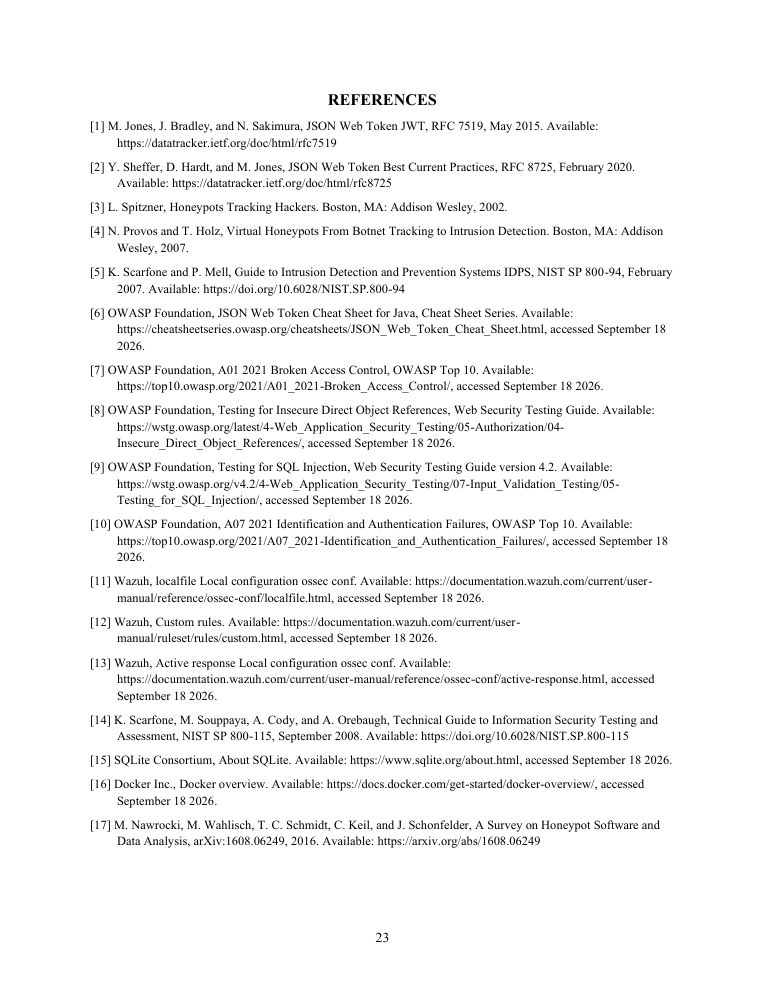 REFERENCES
[1] M. Jones, J. Bradley, and N. Sakimura, JSON Web Token JWT, RFC 7519, May 2015. Available:
https://datatracker.ietf.org/doc/html/rfc7519
[2] Y. Sheffer, D. Hardt, and M. Jones, JSON Web Token Best Current Practices, RFC 8725, February 2020.
Available: https://datatracker.ietf.org/doc/html/rfc8725
[3] L. Spitzner, Honeypots Tracking Hackers. Boston, MA: Addison Wesley, 2002.
[4] N. Provos and T. Holz, Virtual Honeypots From Botnet Tracking to Intrusion Detection. Boston, MA: Addison
Wesley, 2007.
[5] K. Scarfone and P. Mell, Guide to Intrusion Detection and Prevention Systems IDPS, NIST SP 800-94, February
2007. Available: https://doi.org/10.6028/NIST.SP.800-94
[6] OWASP Foundation, JSON Web Token Cheat Sheet for Java, Cheat Sheet Series. Available:
https://cheatsheetseries.owasp.org/cheatsheets/JSON_Web_Token_Cheat_Sheet.html, accessed September 18
2026.
[7] OWASP Foundation, A01 2021 Broken Access Control, OWASP Top 10. Available:
https://top10.owasp.org/2021/A01_2021-Broken_Access_Control/, accessed September 18 2026.
[8] OWASP Foundation, Testing for Insecure Direct Object References, Web Security Testing Guide. Available:
https://wstg.owasp.org/latest/4-Web_Application_Security_Testing/05-Authorization/04-
Insecure_Direct_Object_References/, accessed September 18 2026.
[9] OWASP Foundation, Testing for SQL Injection, Web Security Testing Guide version 4.2. Available:
https://wstg.owasp.org/v4.2/4-Web_Application_Security_Testing/07-Input_Validation_Testing/05-
Testing_for_SQL_Injection/, accessed September 18 2026.
[10] OWASP Foundation, A07 2021 Identification and Authentication Failures, OWASP Top 10. Available:
https://top10.owasp.org/2021/A07_2021-Identification_and_Authentication_Failures/, accessed September 18
2026.
[11] Wazuh, localfile Local configuration ossec conf. Available: https://documentation.wazuh.com/current/user-
manual/reference/ossec-conf/localfile.html, accessed September 18 2026.
[12] Wazuh, Custom rules. Available: https://documentation.wazuh.com/current/user-
manual/ruleset/rules/custom.html, accessed September 18 2026.
[13] Wazuh, Active response Local configuration ossec conf. Available:
https://documentation.wazuh.com/current/user-manual/reference/ossec-conf/active-response.html, accessed
September 18 2026.
[14] K. Scarfone, M. Souppaya, A. Cody, and A. Orebaugh, Technical Guide to Information Security Testing and
Assessment, NIST SP 800-115, September 2008. Available: https://doi.org/10.6028/NIST.SP.800-115
[15] SQLite Consortium, About SQLite. Available: https://www.sqlite.org/about.html, accessed September 18 2026.
[16] Docker Inc., Docker overview. Available: https://docs.docker.com/get-started/docker-overview/, accessed
September 18 2026.
[17] M. Nawrocki, M. Wahlisch, T. C. Schmidt, C. Keil, and J. Schonfelder, A Survey on Honeypot Software and
Data Analysis, arXiv:1608.06249, 2016. Available: https://arxiv.org/abs/1608.06249
23